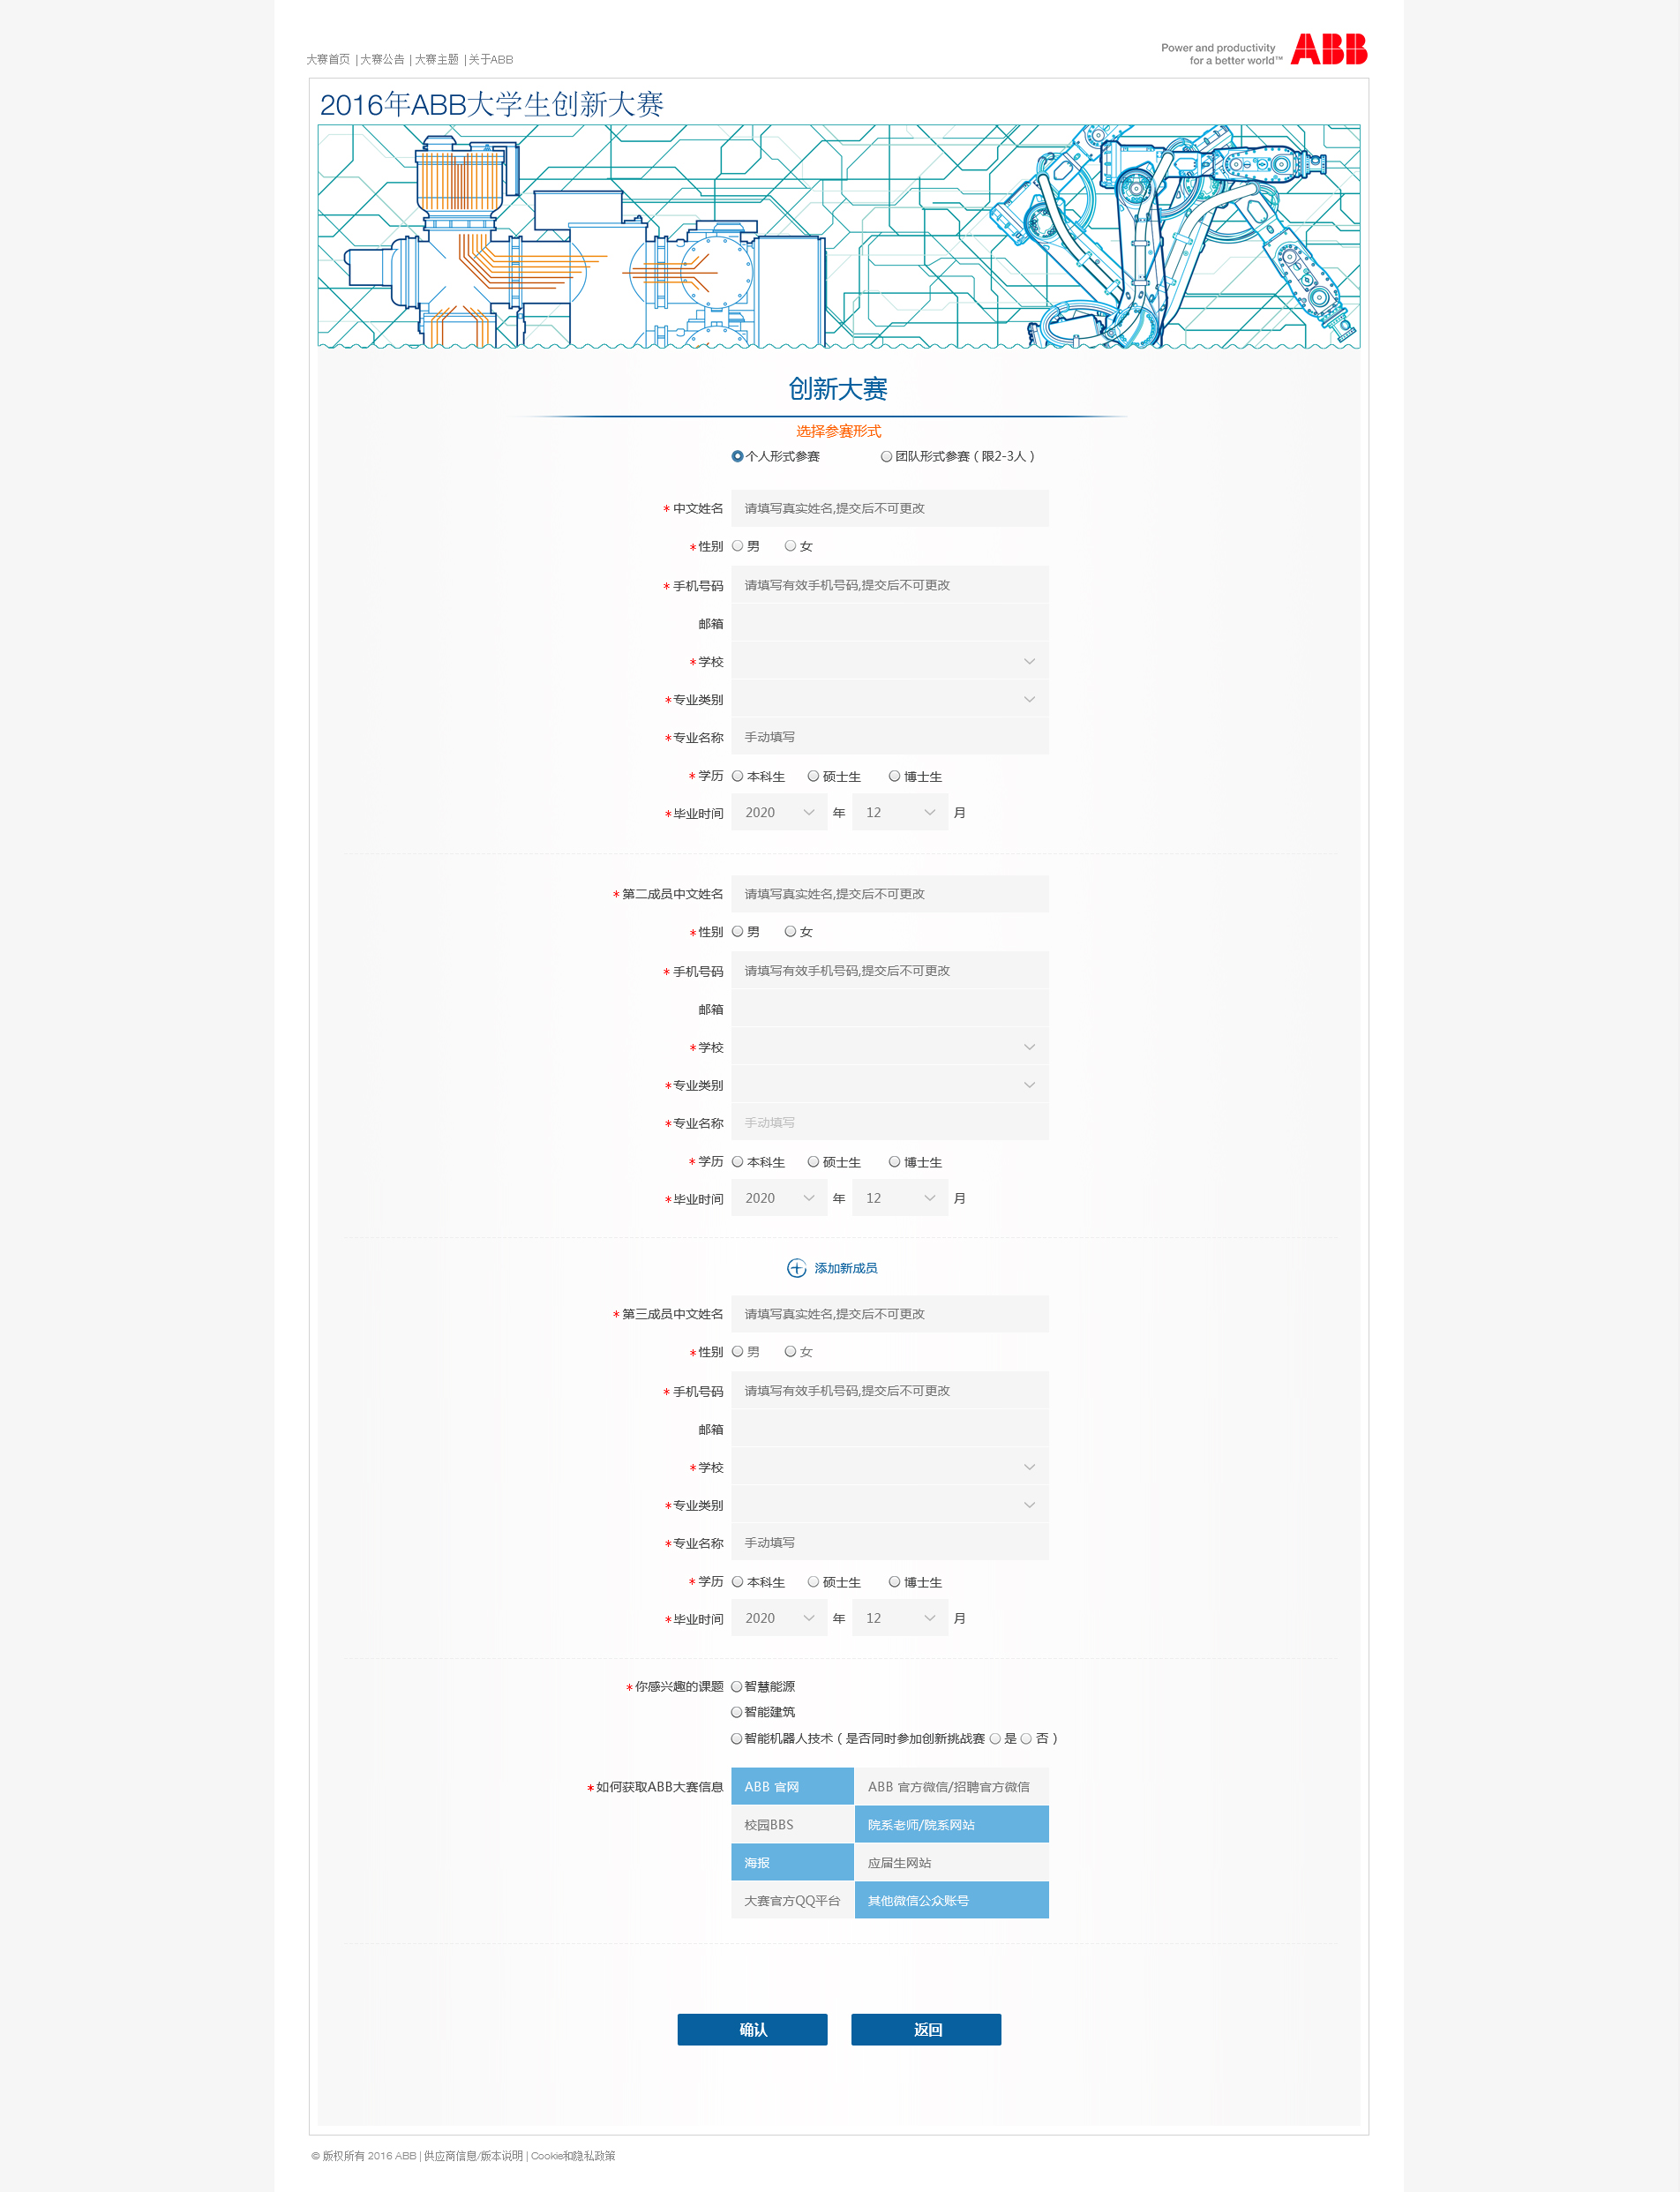 大赛首页 | 大赛公告 | 大赛主题 | 关于ABB
Power and productivity
for a better world™
ABB
2016年ABB大学生创新大赛
创新大赛
选择参赛形式
个人形式参赛 团队形式参赛（限2-3人）
* 中文姓名 请填写真实姓名,提交后不可更改
* 性别 男 女
* 手机号码 请填写有效手机号码,提交后不可更改
邮箱
* 学校
* 专业类别
* 专业名称 手动填写
* 学历 本科生 硕士生 博士生
* 毕业时间 2020 年 12 月
* 第二成员中文姓名 请填写真实姓名,提交后不可更改
* 性别 男 女
* 手机号码 请填写有效手机号码,提交后不可更改
邮箱
* 学校
* 专业类别
* 专业名称 手动填写
* 学历 本科生 硕士生 博士生
* 毕业时间 2020 年 12 月
添加新成员
* 第三成员中文姓名 请填写真实姓名,提交后不可更改
* 性别 男 女
* 手机号码 请填写有效手机号码,提交后不可更改
邮箱
* 学校
* 专业类别
* 专业名称 手动填写
* 学历 本科生 硕士生 博士生
* 毕业时间 2020 年 12 月
* 你感兴趣的课题 智慧能源
智能建筑
智能机器人技术（是否同时参加创新挑战赛 是 否）
* 如何获取ABB大赛信息 ABB 官网 ABB 官方微信/招聘官方微信
校园BBS 院系老师/院系网站
海报 应届生网站
大赛官方QQ平台 其他微信公众账号
确认 返回
© 版权所有 2016 ABB | 供应商信息/版本说明 | Cookie和隐私政策